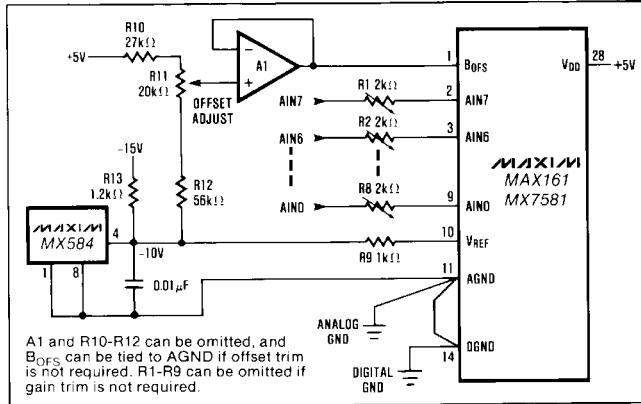 R10
27kΩ
+5V
R11
20kΩ
OFFSET
ADJUST
−
+
A1
1
BOFS
VDD
28
+5V
AIN7
R1 2kΩ
2
AIN7
AIN6
R2 2kΩ
3
AIN6
MAXIM
MAX161
MX7581
AIN0
R8 2kΩ
9
AIN0
-15V
R13
1.2kΩ
R12
56kΩ
MAXIM
MX584
4
-10V
1
8
0.01µF
R9 1kΩ
10
VREF
11
AGND
ANALOG
GND
14
DGND
DIGITAL
GND
A1 and R10-R12 can be omitted, and
BOFS can be tied to AGND if offset trim
is not required. R1-R9 can be omitted if
gain trim is not required.